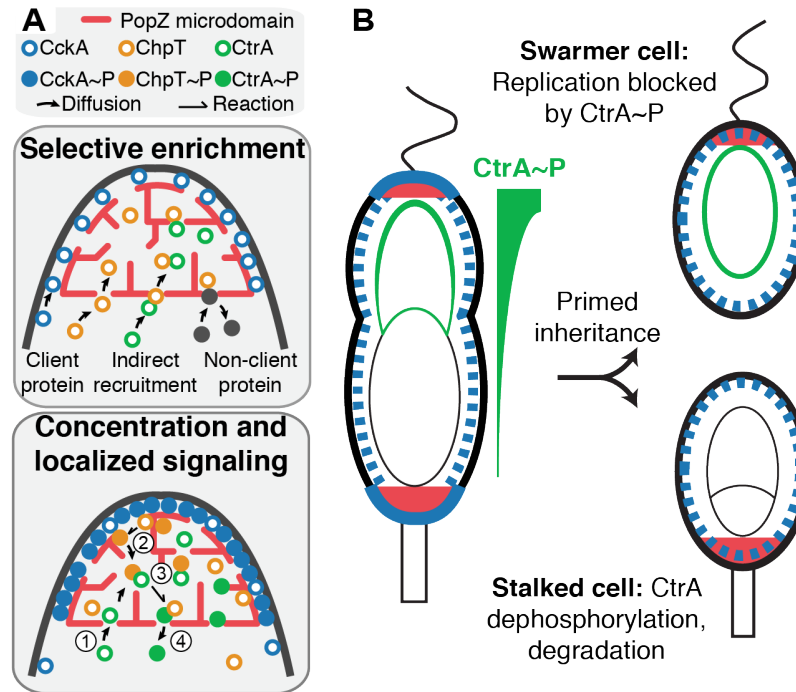 A
PopZ microdomain
CckA ChpT CtrA
CckA~P ChpT~P CtrA~P
Diffusion Reaction
Selective enrichment
Client protein
Indirect recruitment
Non-client protein
Concentration and
localized signaling
2
3
1
4
B
Swarmer cell:
Replication blocked
by CtrA~P
CtrA~P
Primed
inheritance
Stalked cell: CtrA
dephosphorylation,
degradation